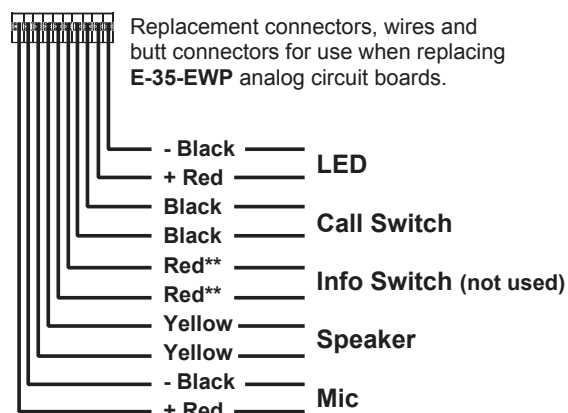 Replacement connectors, wires and
butt connectors for use when replacing
E-35-EWP analog circuit boards.
- Black
+ Red
LED
Black
Black
Call Switch
Red**
Red**
Info Switch (not used)
Yellow
Yellow
Speaker
- Black
+ Red
Mic